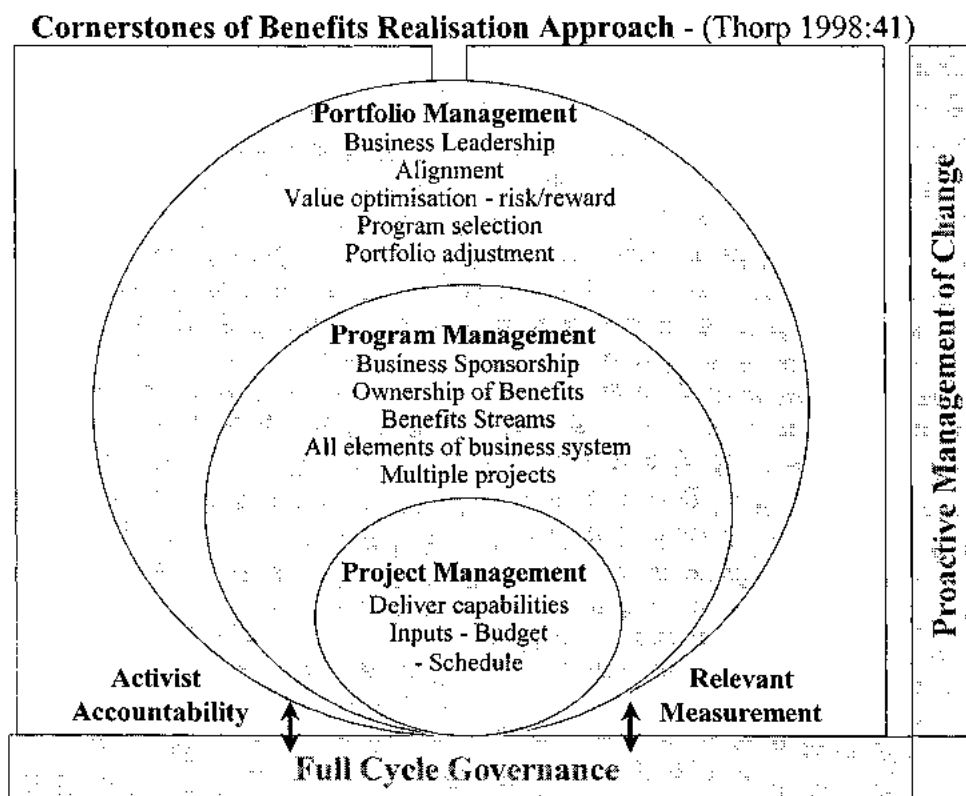 Cornerstones of Benefits Realisation Approach - (Thorp 1998:41)
Portfolio Management
Business Leadership
Alignment
Value optimisation - risk/reward
Program selection
Portfolio adjustment
Program Management
Business Sponsorship
Ownership of Benefits
Benefits Streams
All elements of business system
Multiple projects
Project Management
Deliver capabilities
Inputs - Budget
- Schedule
Activist
Accountability
Relevant
Measurement
Full Cycle Governance
Proactive Management of Change